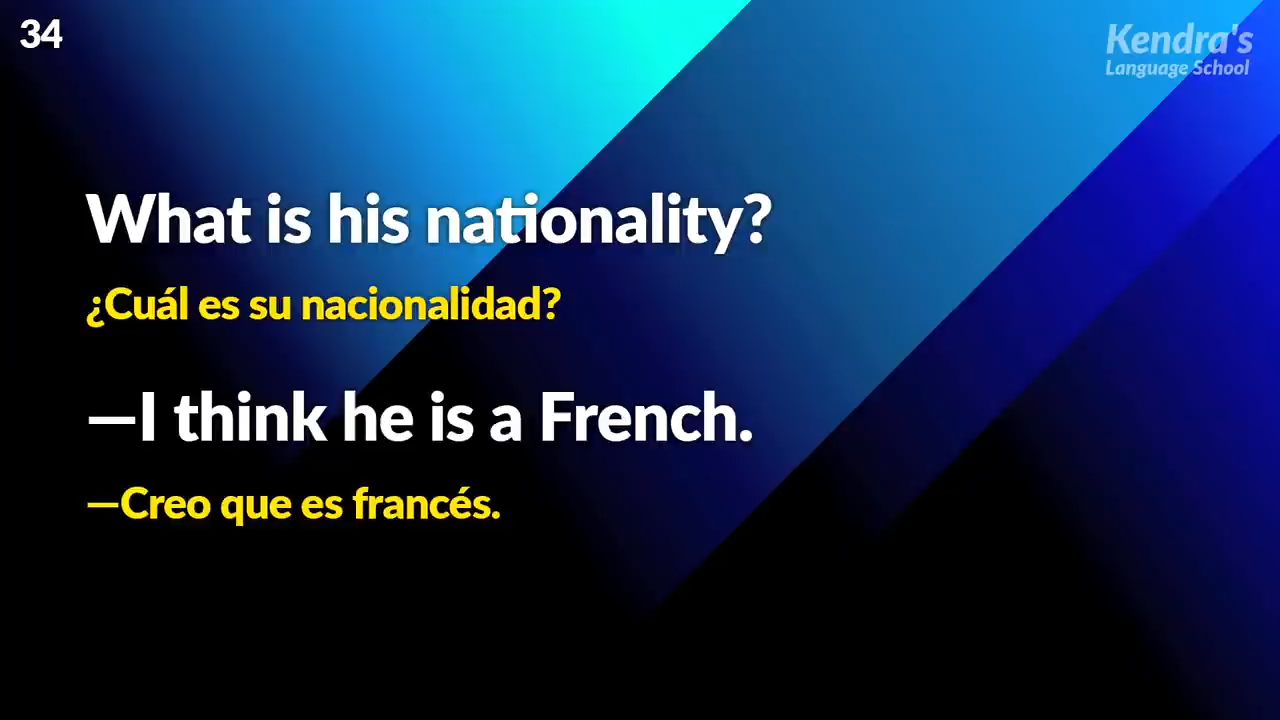 34
Kendra's
Language School
What is his nationality?
¿Cuál es su nacionalidad?
—I think he is a French.
—Creo que es francés.